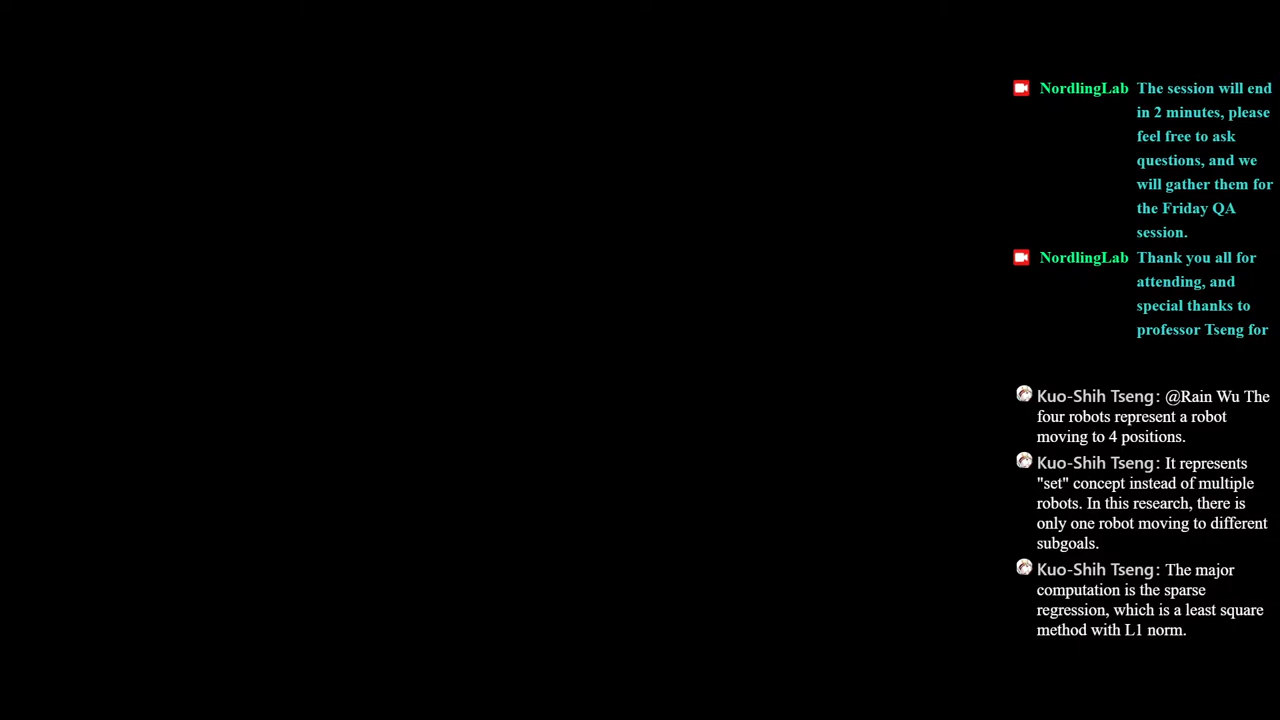 NordlingLab The session will end
in 2 minutes, please
feel free to ask
questions, and we
will gather them for
the Friday QA
session.
NordlingLab Thank you all for
attending, and
special thanks to
professor Tseng for
Kuo-Shih Tseng: @Rain Wu The
four robots represent a robot
moving to 4 positions.
Kuo-Shih Tseng: It represents
"set" concept instead of multiple
robots. In this research, there is
only one robot moving to different
subgoals.
Kuo-Shih Tseng: The major
computation is the sparse
regression, which is a least square
method with L1 norm.